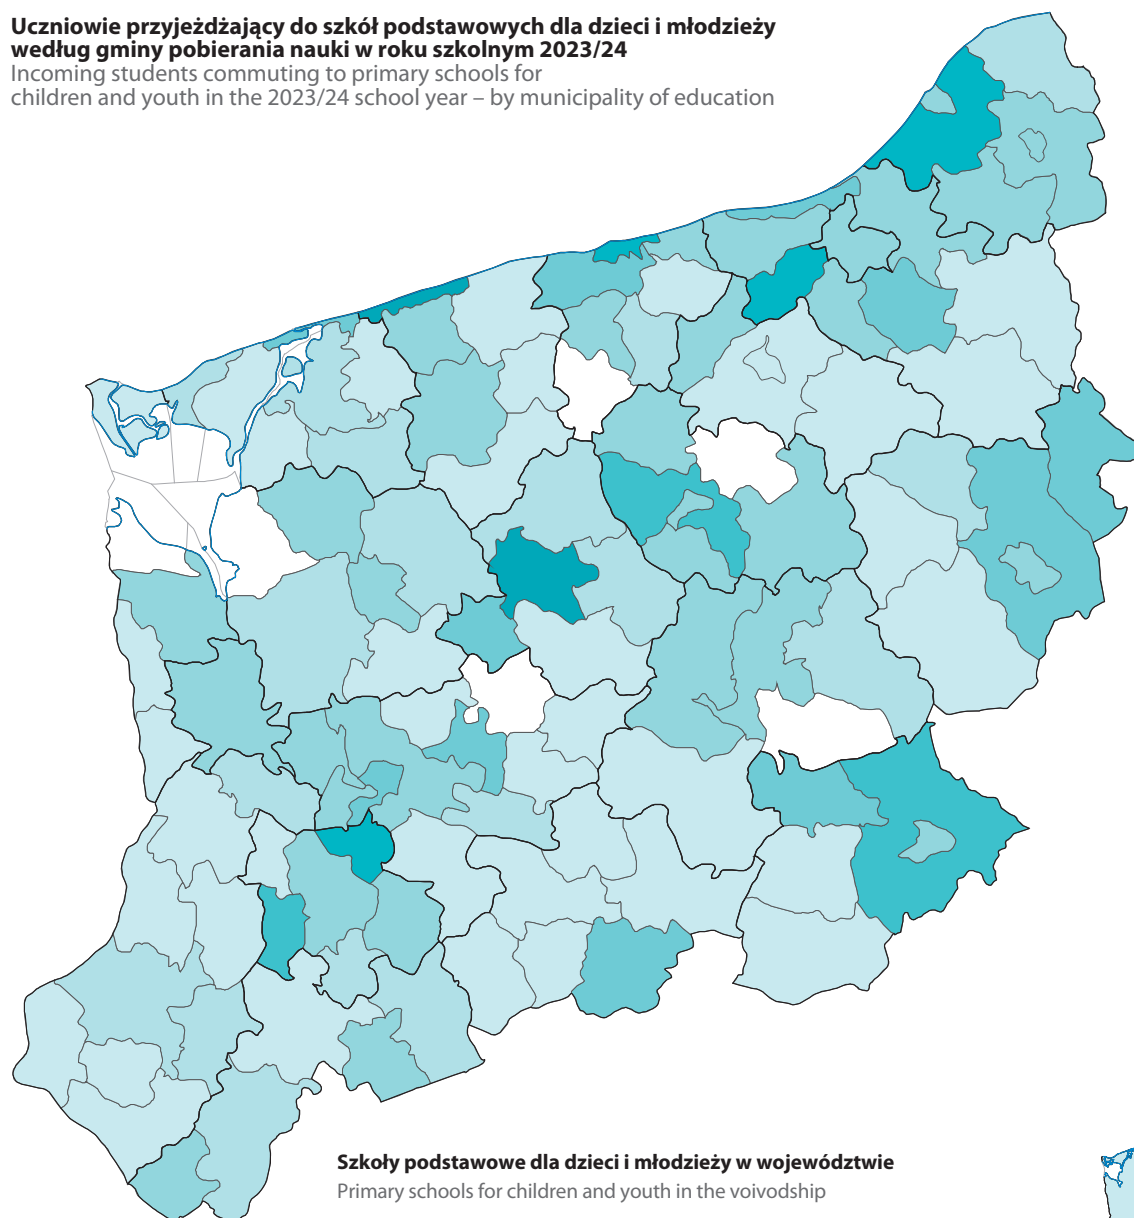 Uczniowie przyjeżdżający do szkół podstawowych dla dzieci i młodzieży
według gminy pobierania nauki w roku szkolnym 2023/24
Incoming students commuting to primary schools for
children and youth in the 2023/24 school year – by municipality of education
Szkoły podstawowe dla dzieci i młodzieży w województwie
Primary schools for children and youth in the voivodship